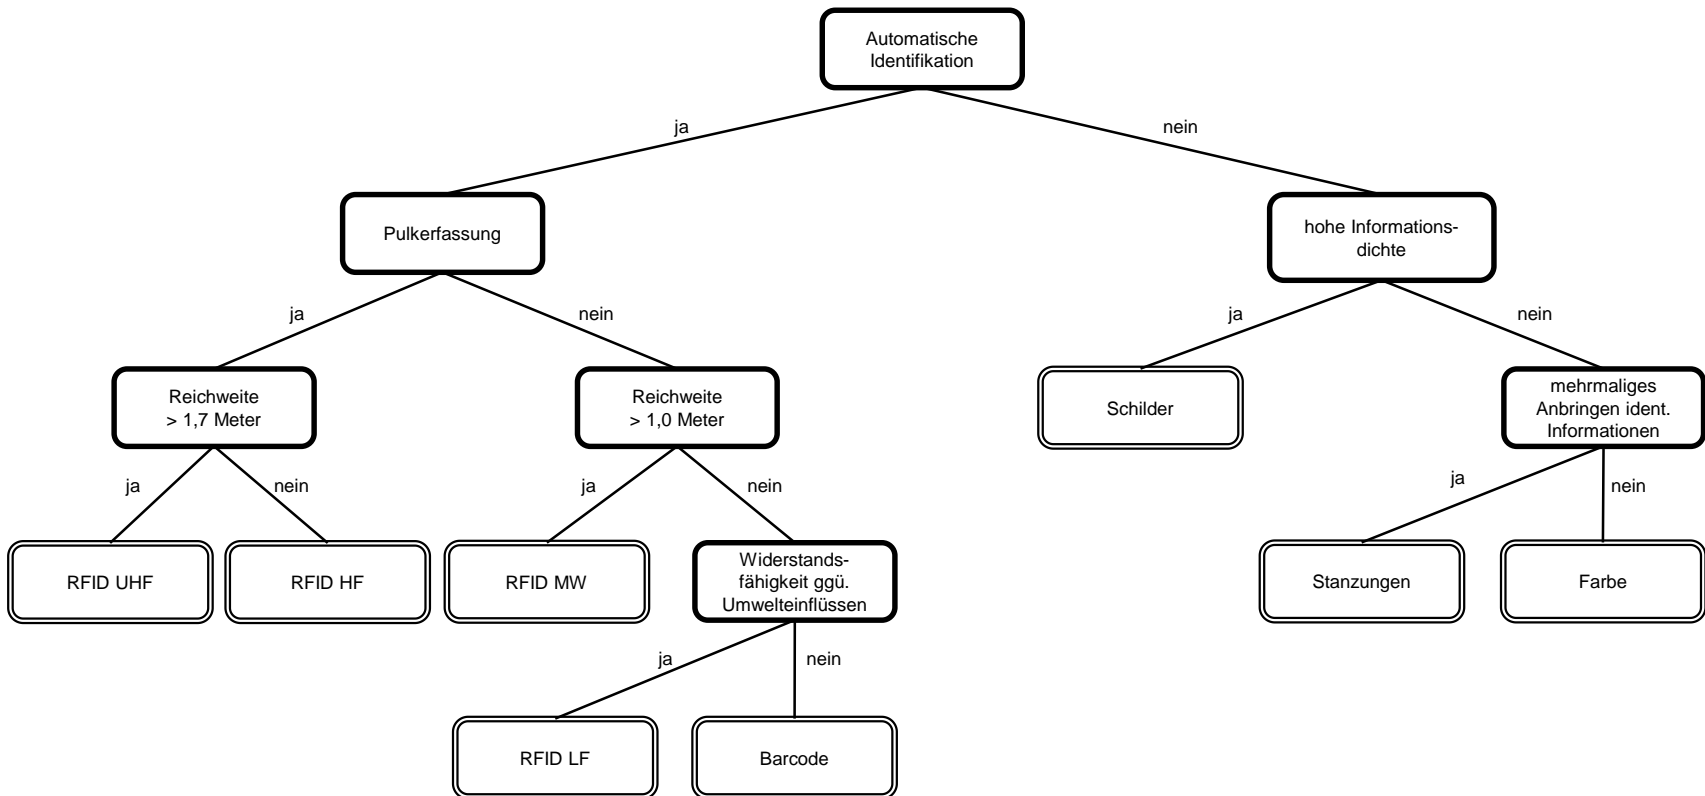 Automatische
Identifikation
ja
nein
Pulkerfassung
hohe Informations-
dichte
ja
nein
ja
nein
Reichweite
> 1,7 Meter
Reichweite
> 1,0 Meter
Schilder
mehrmaliges
Anbringen ident.
Informationen
ja
nein
ja
nein
ja
nein
RFID UHF
RFID HF
RFID MW
Widerstands-
fähigkeit ggü.
Umwelteinflüssen
Stanzungen
Farbe
ja
nein
RFID LF
Barcode